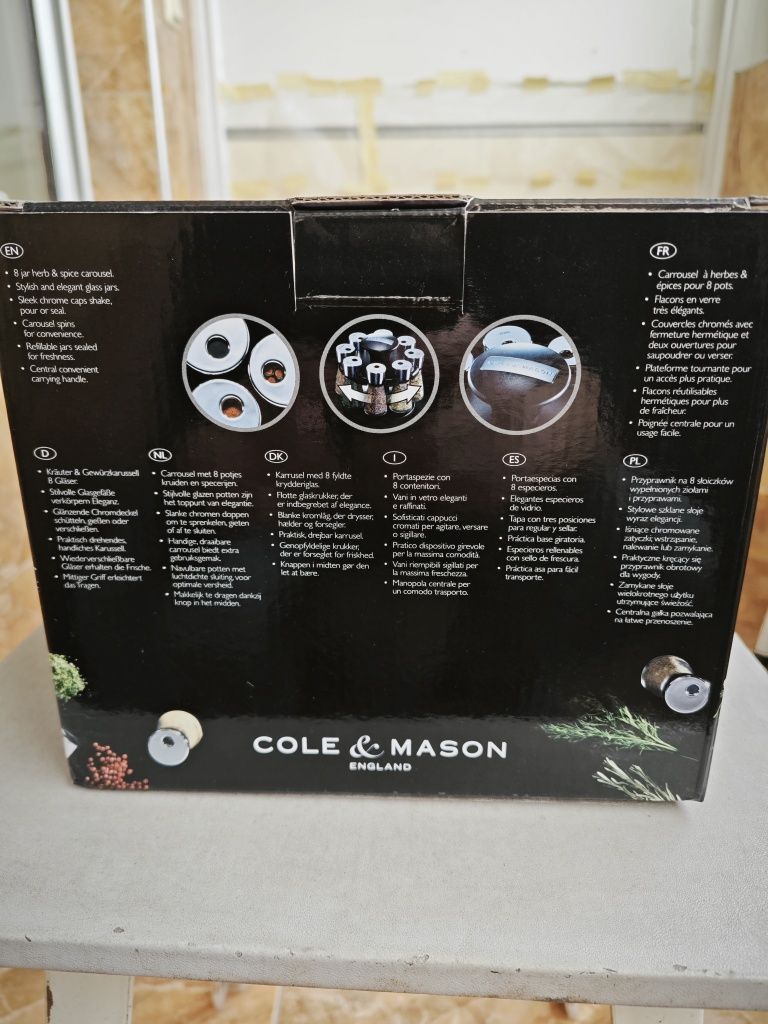 EN
• 8 jar herb & spice carousel.
• Stylish and elegant glass jars.
• Sleek chrome caps shake,
pour or seal.
• Carousel spins
for convenience.
• Refillable jars sealed
for freshness.
• Central convenient
carrying handle.
FR
• Carrousel à herbes &
épices pour 8 pots.
• Flacons en verre
très élégants.
• Couvercles chromés avec
fermeture hermétique et
deux ouvertures pour
saupoudrer ou verser.
• Plateforme tournante pour
un accès plus pratique.
• Flacons réutilisables
hermétiques pour plus
de fraîcheur.
• Poignée centrale pour un
usage facile.
COLE & MASON
D
• Kräuter & Gewürzkarussell
8 Gläser.
• Stilvolle Glasgefäße
verkörpern Eleganz.
• Glänzende Chromdeckel
schütteln, gießen oder
verschließen.
• Praktisch drehendes,
handliches Karussell.
• Wiederverschließbare
Gläser erhalten die Frische.
• Mittiger Griff erleichtert
das Tragen.
NL
• Carrousel met 8 potjes
kruiden en specerijen.
• Stijlvolle glazen potten zijn
het toppunt van elegantie.
• Slanke chromen doppen
om te sprenkelen, gieten
of af te sluiten.
• Handige, draaibare
carrousel biedt extra
gebruiksgemak.
• Navulbare potten met
luchtdichte sluiting, voor
optimale versheid.
• Makkelijk te dragen dankzij
knop in het midden.
DK
• Karrusel med 8 fyldte
krydderiglas.
• Flotte glaskrukker, der
er indbegrebet af elegance.
• Blanke kromlåg, der drysser,
hælder og forsegler.
• Praktisk, drejbar karrusel.
• Genopfyldelige krukker,
der er forseglet for friskhed.
• Knappen i midten gør den
let at bære.
I
• Portaspezie con
8 contenitori.
• Vani in vetro eleganti
e raffinati.
• Sofisticati cappucci
cromati per agitare, versare
o sigillare.
• Pratico dispositivo girevole
per la massima comodità.
• Vani riempibili sigillati per
la massima freschezza.
• Manopola centrale per
un comodo trasporto.
ES
• Portaespecias con
8 especieros.
• Elegantes especieros
de vidrio.
• Tapa con tres posiciones
para regular y sellar.
• Práctica base giratoria.
• Especieros rellenables
con sello de frescura.
• Práctica asa para fácil
transporte.
PL
• Przyprawnik na 8 słoiczków
wypełnionych ziołami
i przyprawami.
• Stylowe szklane słoje
wyraz elegancji.
• Lśniące chromowane
zatyczki; wstrząsanie,
nalewanie lub zamykanie.
• Praktyczne kręcący się
przyprawnik obrotowy
dla wygody.
• Zamykane słoje
wielokrotnego użytku
utrzymujące świeżość.
• Centralna gałka pozwalająca
na łatwe przenoszenie.
COLE & MASON
ENGLAND